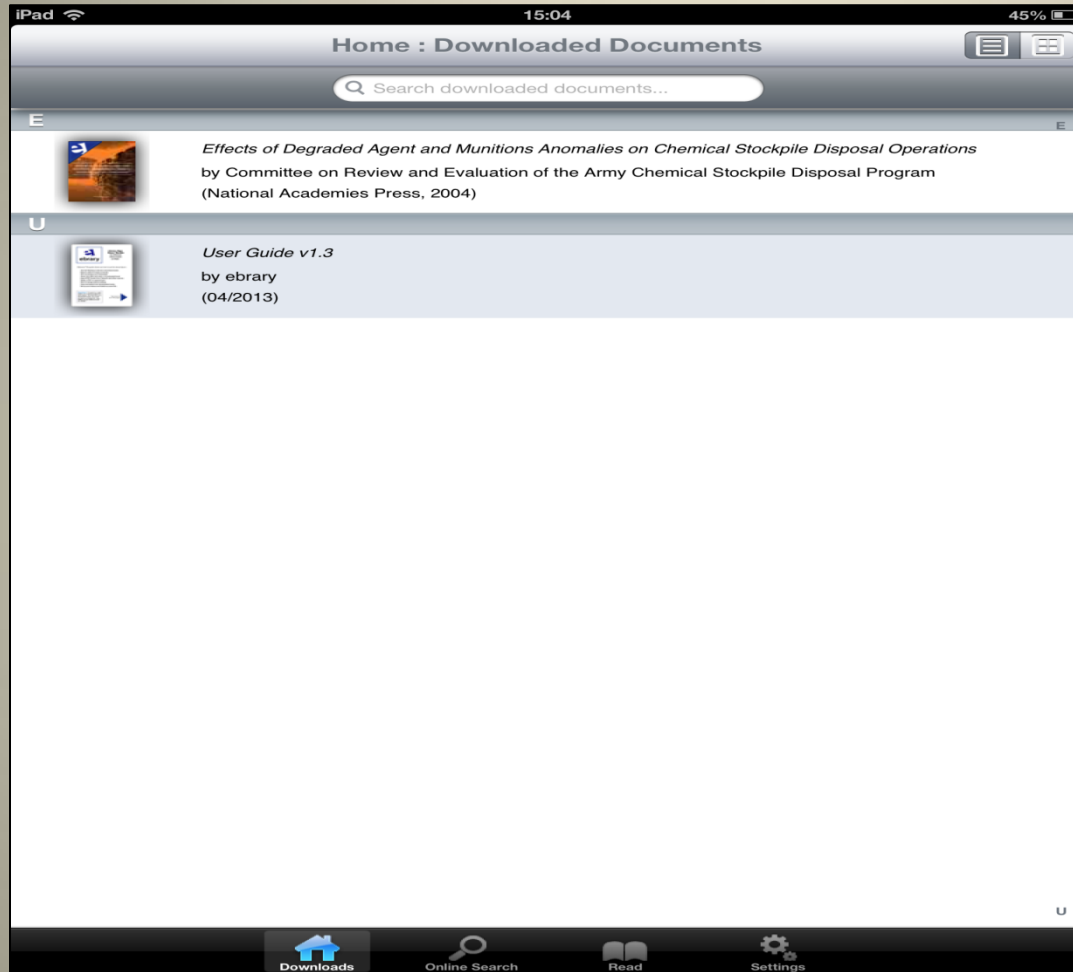 iPad 15:04 45%
Home : Downloaded Documents
Search downloaded documents...
E
E
Effects of Degraded Agent and Munitions Anomalies on Chemical Stockpile Disposal Operations
by Committee on Review and Evaluation of the Army Chemical Stockpile Disposal Program
(National Academies Press, 2004)
U
ebrary
User Guide v1.3
by ebrary
(04/2013)
U
Downloads Online Search Read Settings